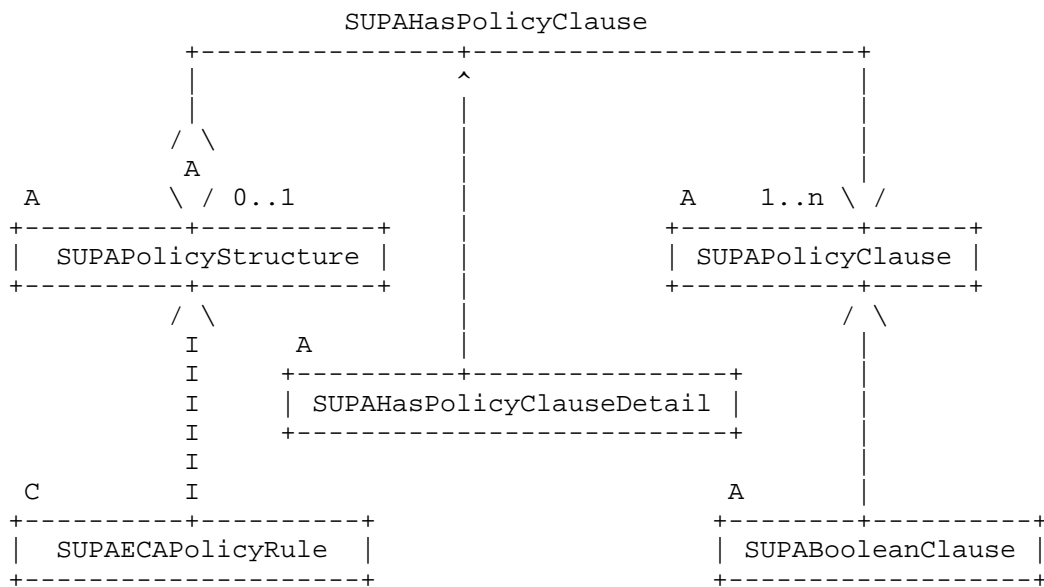 SUPAHasPolicyClause
A
A 0..1 A 1..n
SUPAPolicyStructure SUPAPolicyClause
I A
I
I SUPAHasPolicyClauseDetail
I
I
C I A
SUPAECAPolicyRule SUPABooleanClause